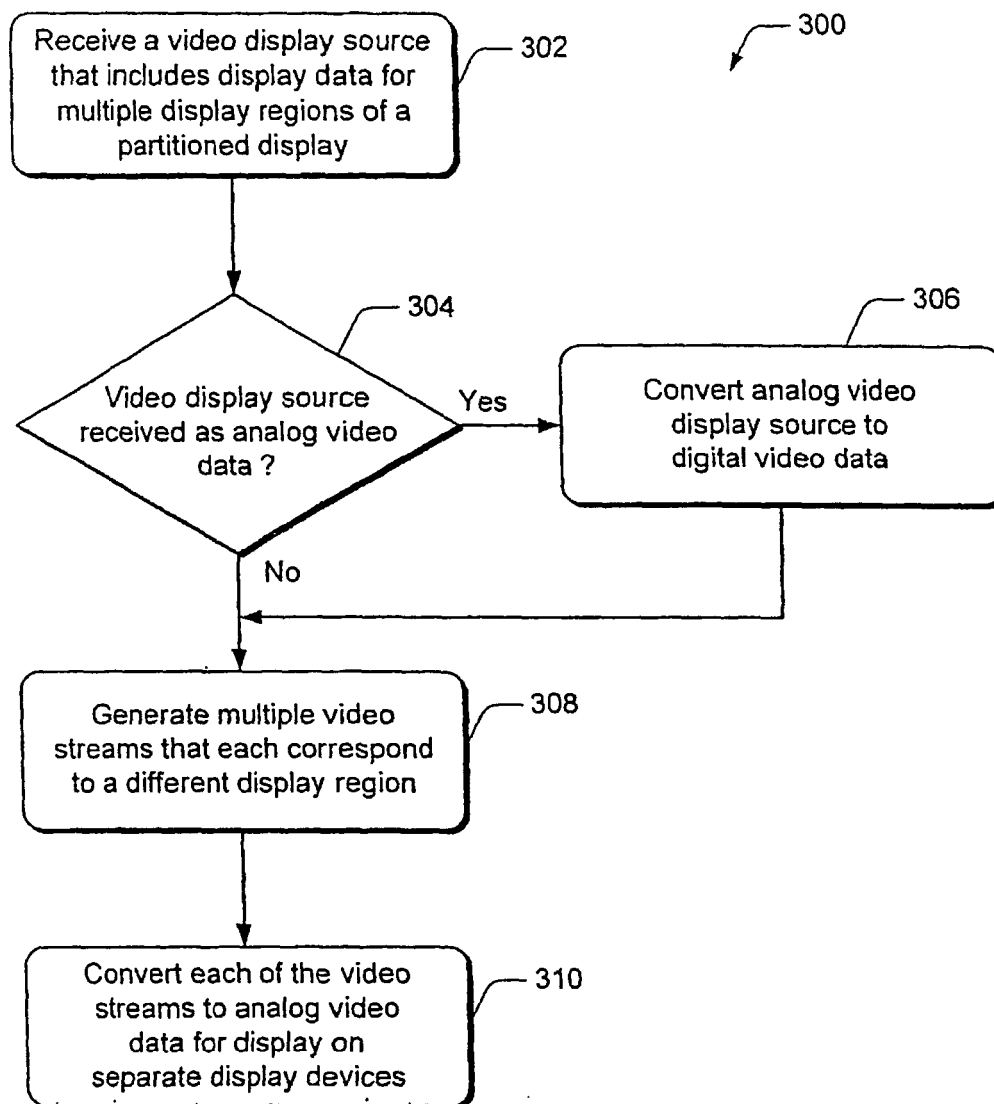 300
Receive a video display source
that includes display data for
multiple display regions of a
partitioned display
302
304
Video display source
received as analog video
data ?
Yes
306
Convert analog video
display source to
digital video data
No
Generate multiple video
streams that each correspond
to a different display region
308
Convert each of the video
streams to analog video
data for display on
separate display devices
310